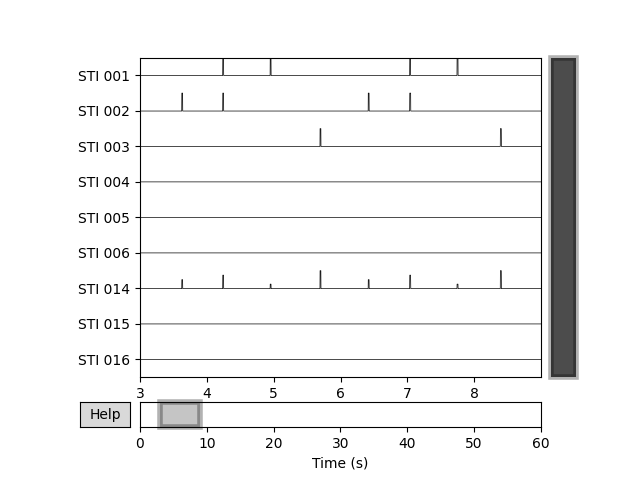 STI 001
STI 002
STI 003
STI 004
STI 005
STI 006
STI 014
STI 015
STI 016
3 4 5 6 7 8
Help
0 10 20 30 40 50 60
Time (s)